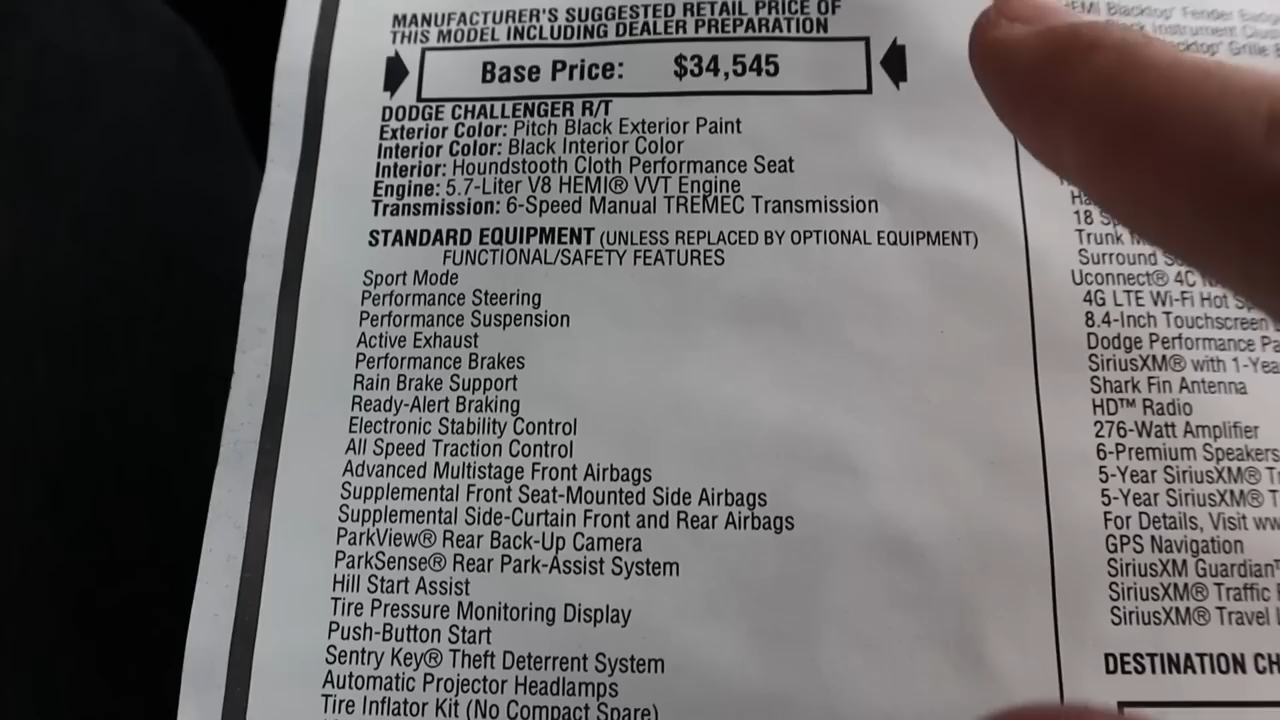 MANUFACTURER'S SUGGESTED RETAIL PRICE OF
THIS MODEL INCLUDING DEALER PREPARATION
Base Price: $34,545
DODGE CHALLENGER R/T
Exterior Color: Pitch Black Exterior Paint
Interior Color: Black Interior Color
Interior: Houndstooth Cloth Performance Seat
Engine: 5.7-Liter V8 HEMI® VVT Engine
Transmission: 6-Speed Manual TREMEC Transmission
STANDARD EQUIPMENT (UNLESS REPLACED BY OPTIONAL EQUIPMENT)
FUNCTIONAL/SAFETY FEATURES
Sport Mode
Performance Steering
Performance Suspension
Active Exhaust
Performance Brakes
Rain Brake Support
Ready-Alert Braking
Electronic Stability Control
All Speed Traction Control
Advanced Multistage Front Airbags
Supplemental Front Seat-Mounted Side Airbags
Supplemental Side-Curtain Front and Rear Airbags
ParkView® Rear Back-Up Camera
ParkSense® Rear Park-Assist System
Hill Start Assist
Tire Pressure Monitoring Display
Push-Button Start
Sentry Key® Theft Deterrent System
Automatic Projector Headlamps
Tire Inflator Kit (No Compact Spare)
HEMI Blacktop Fender
Instrument
Grille
18
Trunk
Surround
Uconnect® 4C
4G LTE Wi-Fi Hot
8.4-Inch Touchscreen
Dodge Performance
SiriusXM® with
Shark Fin Antenna
HD™ Radio
276-Watt Amplifier
6-Premium Speakers
5-Year SiriusXM®
5-Year SiriusXM®
For Details, Visit
GPS Navigation
SiriusXM Guardian
SiriusXM® Traffic
SiriusXM® Travel
DESTINATION